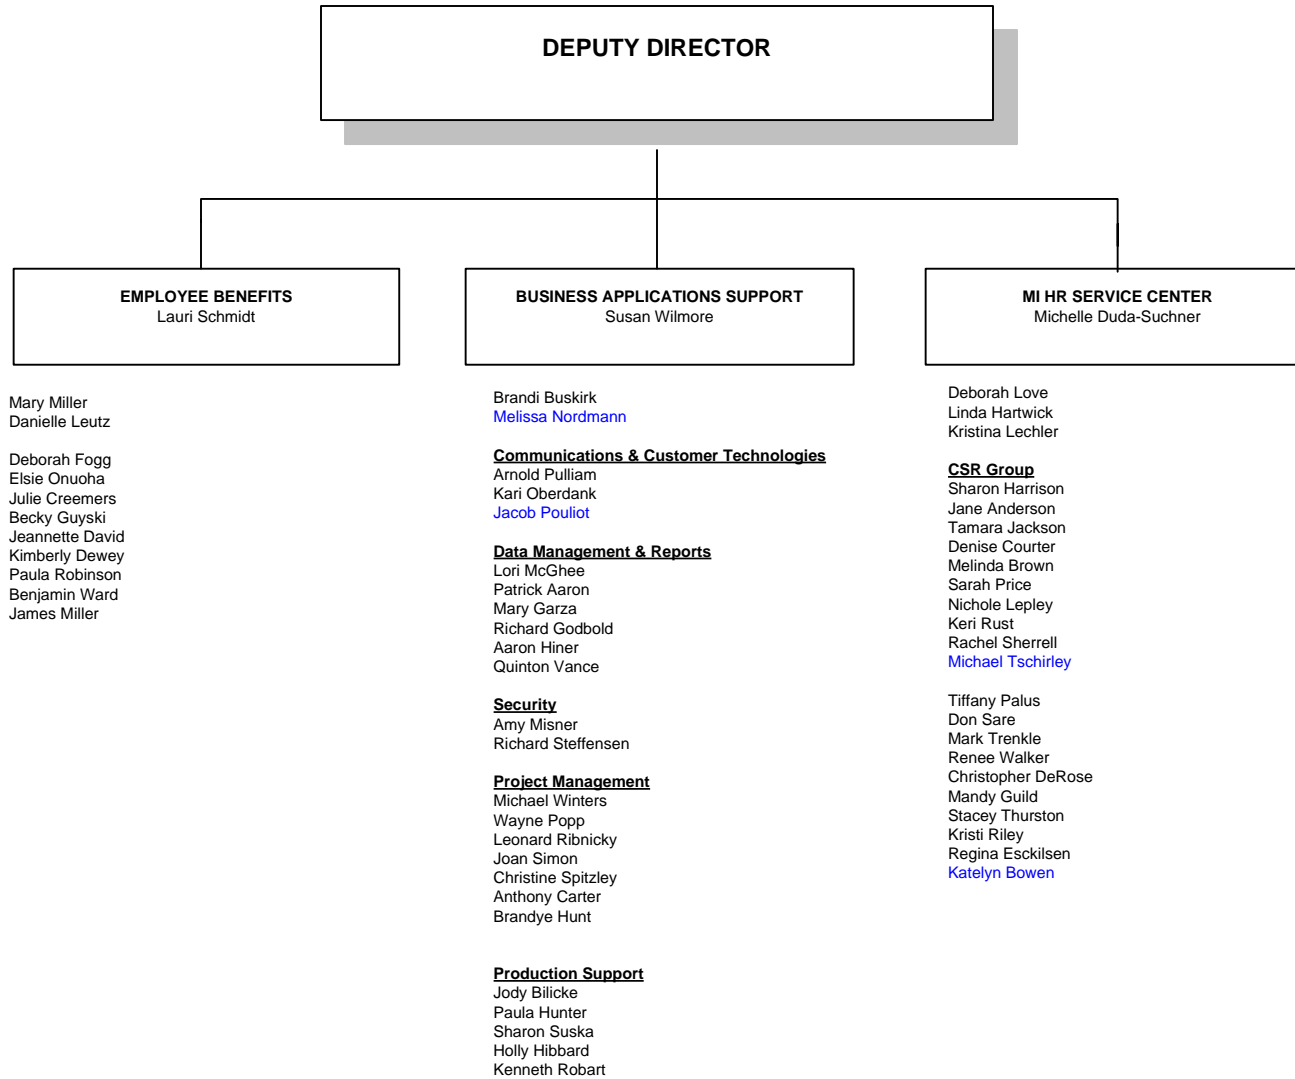 DEPUTY DIRECTOR
EMPLOYEE BENEFITS
Lauri Schmidt
Mary Miller
Danielle Leutz
Deborah Fogg
Elsie Onuoha
Julie Creemers
Becky Guyski
Jeannette David
Kimberly Dewey
Paula Robinson
Benjamin Ward
James Miller
BUSINESS APPLICATIONS SUPPORT
Susan Wilmore
Brandi Buskirk
Melissa Nordmann
Communications & Customer Technologies
Arnold Pulliam
Kari Oberdank
Jacob Pouliot
Data Management & Reports
Lori McGhee
Patrick Aaron
Mary Garza
Richard Godbold
Aaron Hiner
Quinton Vance
Security
Amy Misner
Richard Steffensen
Project Management
Michael Winters
Wayne Popp
Leonard Ribnicky
Joan Simon
Christine Spitzley
Anthony Carter
Brandye Hunt
Production Support
Jody Bilicke
Paula Hunter
Sharon Suska
Holly Hibbard
Kenneth Robart
MI HR SERVICE CENTER
Michelle Duda-Suchner
Deborah Love
Linda Hartwick
Kristina Lechler
CSR Group
Sharon Harrison
Jane Anderson
Tamara Jackson
Denise Courter
Melinda Brown
Sarah Price
Nichole Lepley
Keri Rust
Rachel Sherrell
Michael Tschirley
Tiffany Palus
Don Sare
Mark Trenkle
Renee Walker
Christopher DeRose
Mandy Guild
Stacey Thurston
Kristi Riley
Regina Esckilsen
Katelyn Bowen